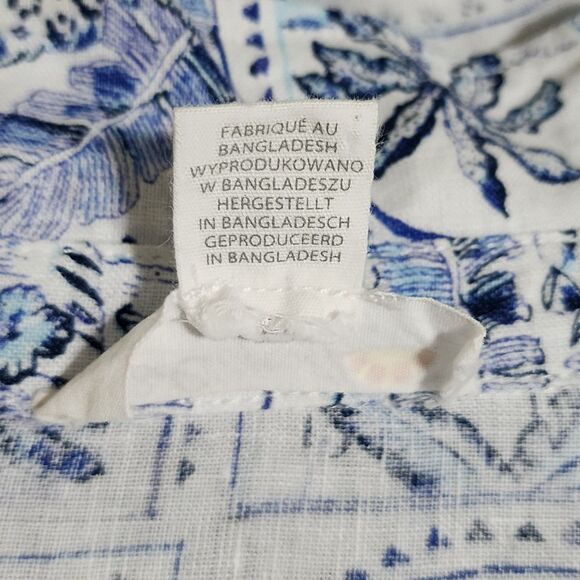 FABRIQUÉ AU
BANGLADESH
WYPRODUKOWANO
W BANGLADESZU
HERGESTELLT
IN BANGLADESCH
GEPRODUCEERD
IN BANGLADESH